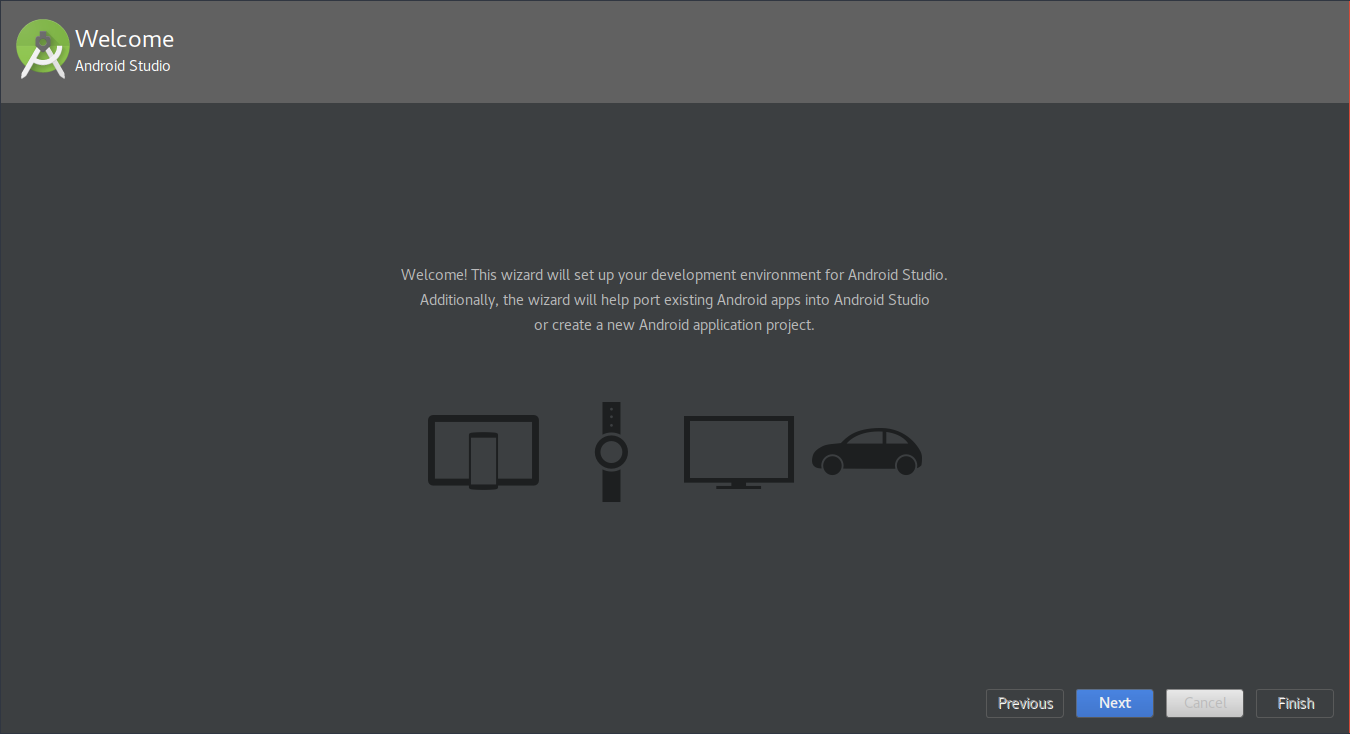 Welcome
Android Studio
Welcome! This wizard will set up your development environment for Android Studio.
Additionally, the wizard will help port existing Android apps into Android Studio
or create a new Android application project.
Previous Next Cancel Finish